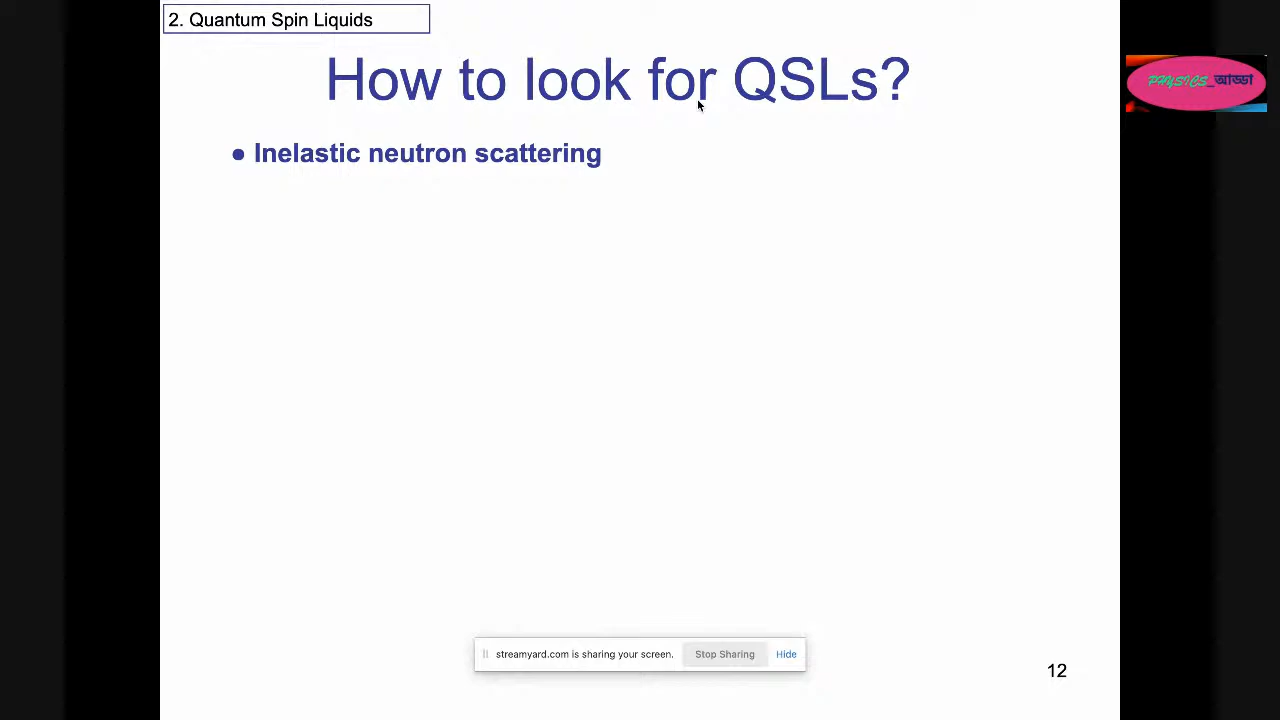 2. Quantum Spin Liquids
How to look for QSLs?
PHYSICS_আড্ডা
● Inelastic neutron scattering
streamyard.com is sharing your screen. Stop Sharing Hide
12